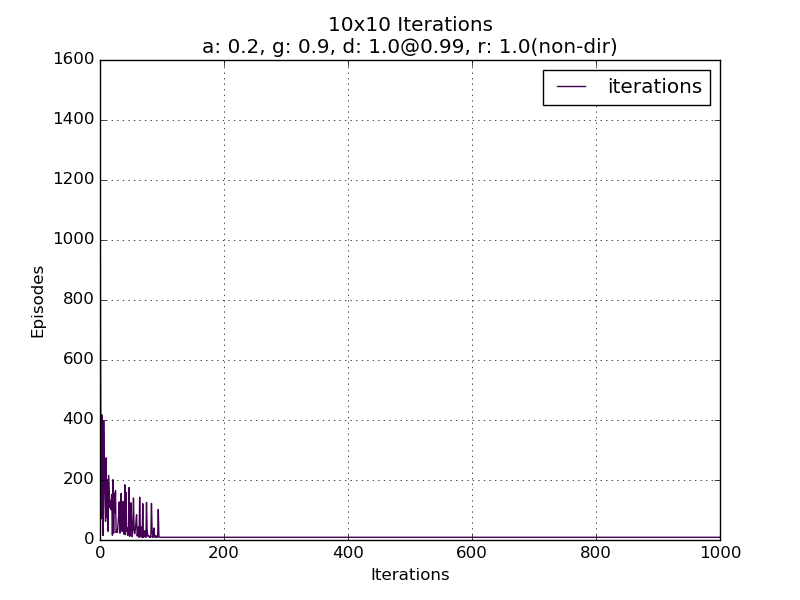 10x10 Iterations
a: 0.2, g: 0.9, d: 1.0@0.99, r: 1.0(non-dir)
1600
1400
1200
1000
800
600
400
200
0
Episodes
iterations
0 200 400 600 800 1000
Iterations